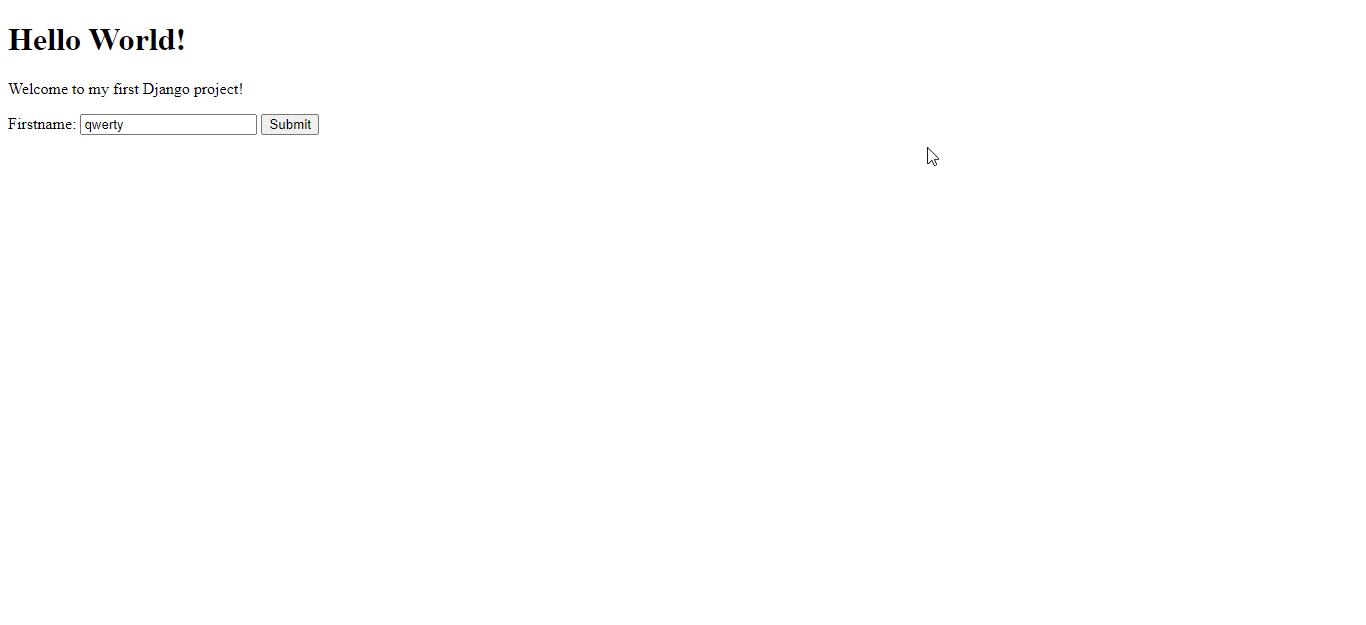 Hello World!
Welcome to my first Django project!
Firstname: qwerty Submit